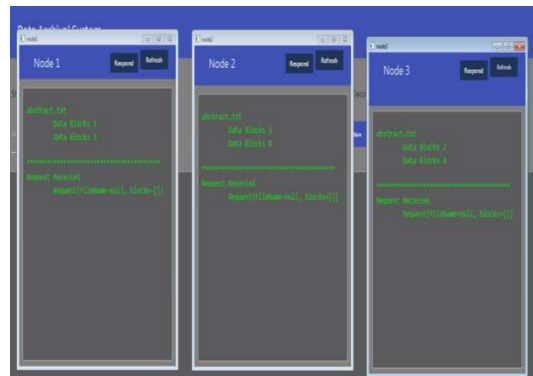 Data Archival System
node1
Node 1
Respond
Refresh
abstract.txt
Data Blocks 1
Data Blocks 3
Request Received
Request{FileName=null, blocks=[]}
node2
Node 2
Respond
Refresh
abstract.txt
Data Blocks 5
Data Blocks 6
Request Received
Request{FileName=null, blocks=[]}
node3
Node 3
Respond
Refresh
abstract.txt
Data Blocks 2
Data Blocks 4
Request Received
Request{FileName=null, blocks=[]}